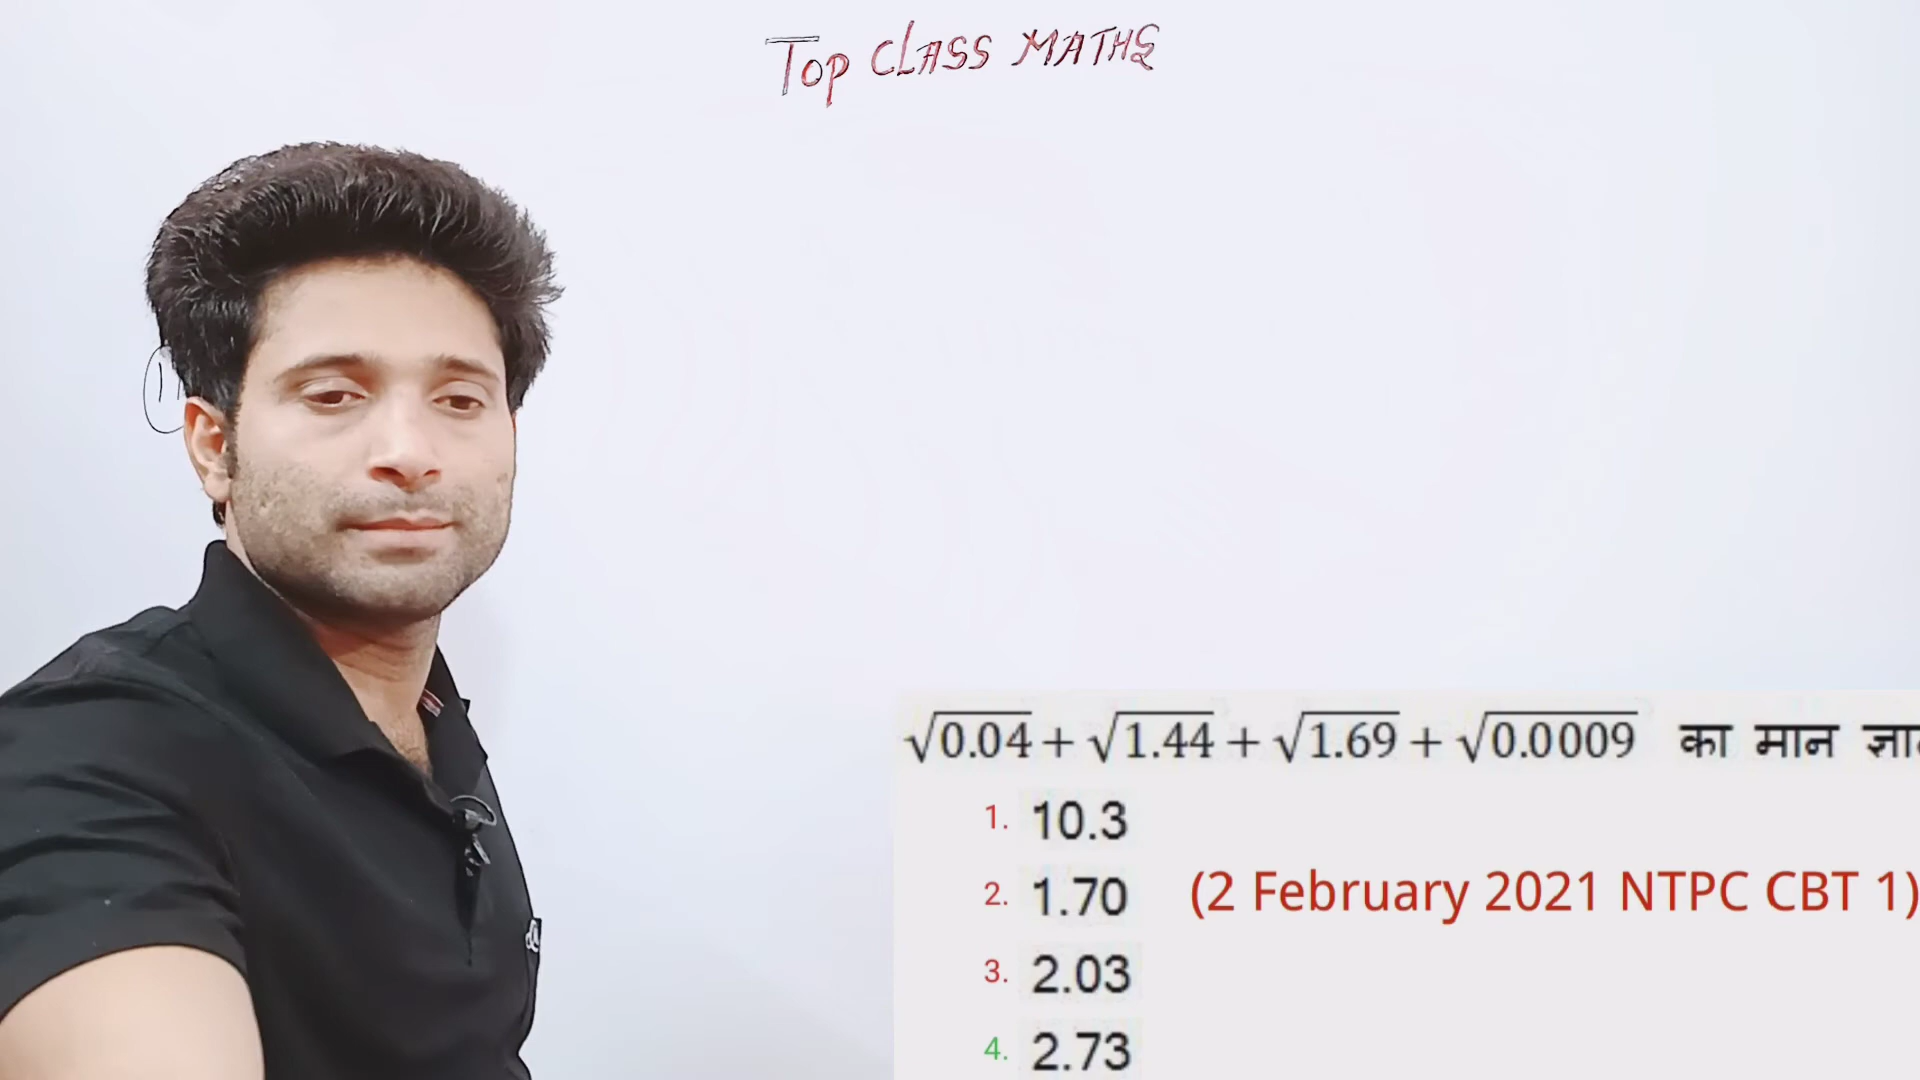 Top CLASS MATHS
√0.04 + √1.44 + √1.69 + √0.0009 का मान
1. 10.3
2. 1.70 (2 February 2021 NTPC CBT 1)
3. 2.03
4. 2.73